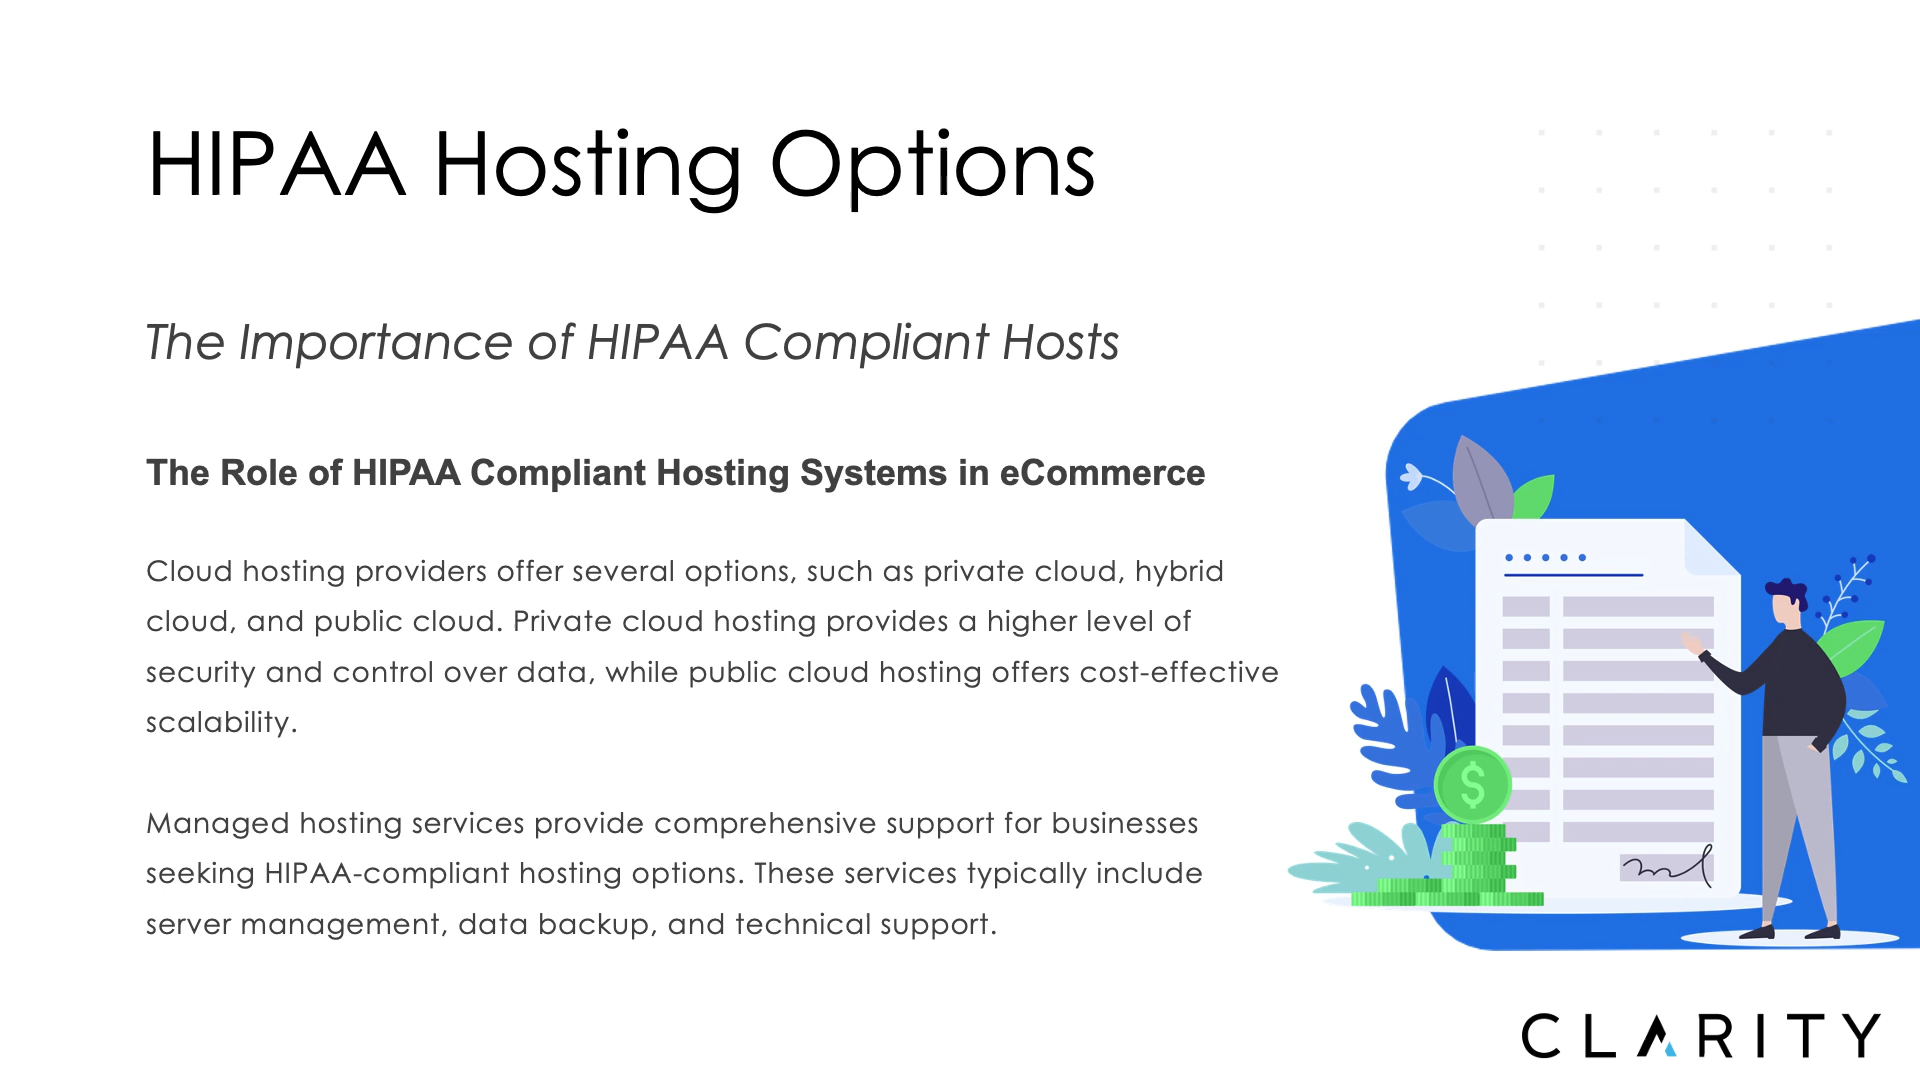 HIPAA Hosting Options
The Importance of HIPAA Compliant Hosts
The Role of HIPAA Compliant Hosting Systems in eCommerce
Cloud hosting providers offer several options, such as private cloud, hybrid
cloud, and public cloud. Private cloud hosting provides a higher level of
security and control over data, while public cloud hosting offers cost-effective
scalability.
Managed hosting services provide comprehensive support for businesses
seeking HIPAA-compliant hosting options. These services typically include
server management, data backup, and technical support.
$
CLARITY